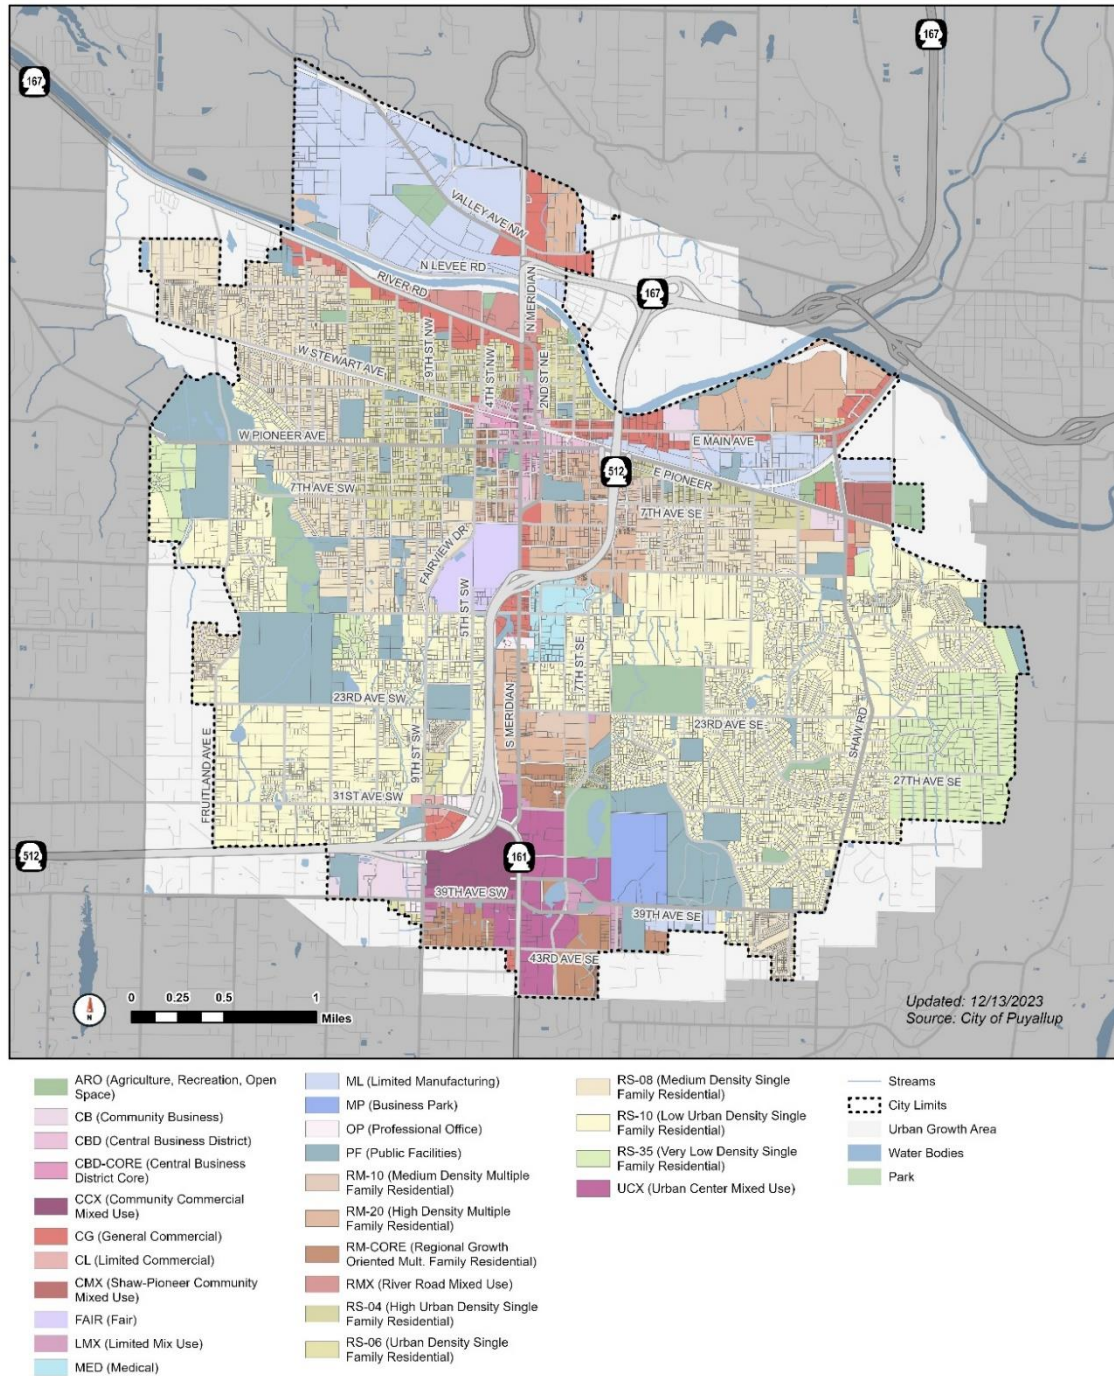 167
167
VALLEY AVE NW
N LEVEE RD
RIVER RD
N MERIDIAN
167
W STEWART AVE
9TH ST NW
4TH ST NW
2ND ST NE
W PIONEER AVE
E MAIN AVE
E PIONEER
512
7TH AVE SW
7TH AVE SE
FAIRVIEW DR
5TH ST SW
7TH ST SE
S MERIDIAN
23RD AVE SW
23RD AVE SE
9TH ST SW
SHAW RD
FRUITLAND AVE E
27TH AVE SE
31ST AVE SW
512
161
39TH AVE SW
39TH AVE SE
43RD AVE SE
N
0 0.25 0.5 1
Miles
Updated: 12/13/2023
Source: City of Puyallup
ARO (Agriculture, Recreation, Open
Space)
CB (Community Business)
CBD (Central Business District)
CBD-CORE (Central Business
District Core)
CCX (Community Commercial
Mixed Use)
CG (General Commercial)
CL (Limited Commercial)
CMX (Shaw-Pioneer Community
Mixed Use)
FAIR (Fair)
LMX (Limited Mix Use)
MED (Medical)
ML (Limited Manufacturing)
MP (Business Park)
OP (Professional Office)
PF (Public Facilities)
RM-10 (Medium Density Multiple
Family Residential)
RM-20 (High Density Multiple
Family Residential)
RM-CORE (Regional Growth
Oriented Mult. Family Residential)
RMX (River Road Mixed Use)
RS-04 (High Urban Density Single
Family Residential)
RS-06 (Urban Density Single
Family Residential)
RS-08 (Medium Density Single
Family Residential)
RS-10 (Low Urban Density Single
Family Residential)
RS-35 (Very Low Density Single
Family Residential)
UCX (Urban Center Mixed Use)
Streams
City Limits
Urban Growth Area
Water Bodies
Park